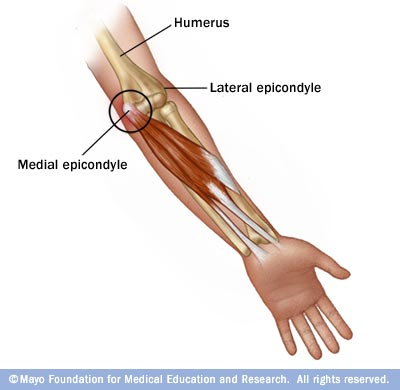 Humerus
Lateral epicondyle
Medial epicondyle
©Mayo Foundation for Medical Education and Research. All rights reserved.